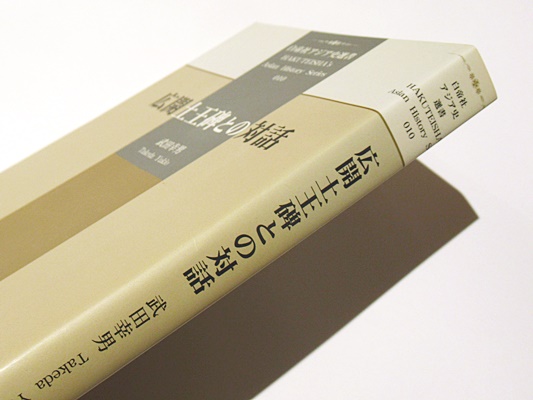 白帝社アジア史選書
HAKUTEISHA's
Asian History Series
010
広開土王碑との対話
武田幸男
Takeda Yukio
白帝社
アジア史
選書
HAKUTEISHA
Asian History Se
010
広開土王碑との対話
武田幸男 Takeda Y